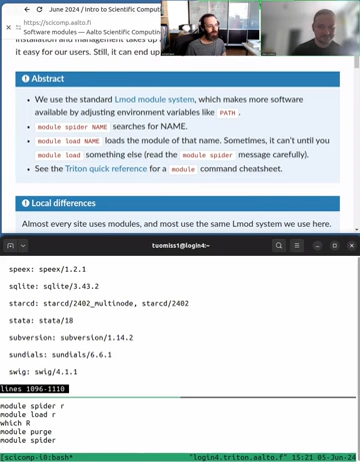 June 2024 / Intro to Scientific Computin
https://scicomp.aalto.fi
Software modules — Aalto Scientific Computin
it easy for our users. Still, it can end up
Abstract
• We use the standard Lmod module system, which makes more software
available by adjusting environment variables like PATH .
• module spider NAME searches for NAME.
• module load NAME loads the module of that name. Sometimes, it can't until you
module load something else (read the module spider message carefully).
• See the Triton quick reference for a module command cheatsheet.
Local differences
Almost every site uses modules, and most use the same Lmod system we use here.
tuomiss1@login4:~
speex: speex/1.2.1
sqlite: sqlite/3.43.2
starcd: starcd/2402_multinode, starcd/2402
stata: stata/18
subversion: subversion/1.14.2
sundials: sundials/6.6.1
swig: swig/4.1.1
lines 1096-1110
module spider r
module load r
which R
module purge
module spider
[scicomp-i0:bash* "login4.triton.aalto.f" 15:21 05-Jun-24